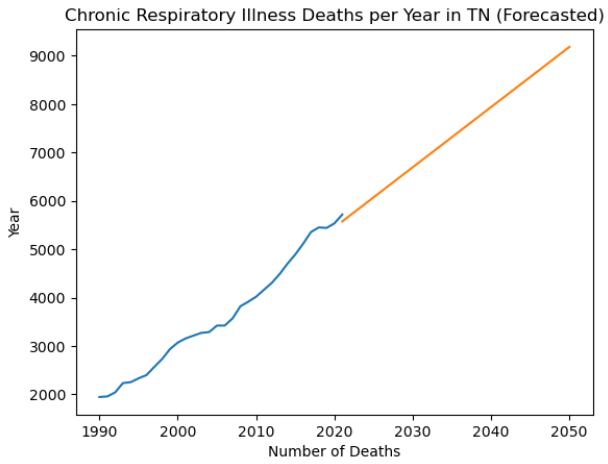 Chronic Respiratory Illness Deaths per Year in TN (Forecasted)
9000
8000
7000
6000
5000
4000
3000
2000
Year
1990 2000 2010 2020 2030 2040 2050
Number of Deaths